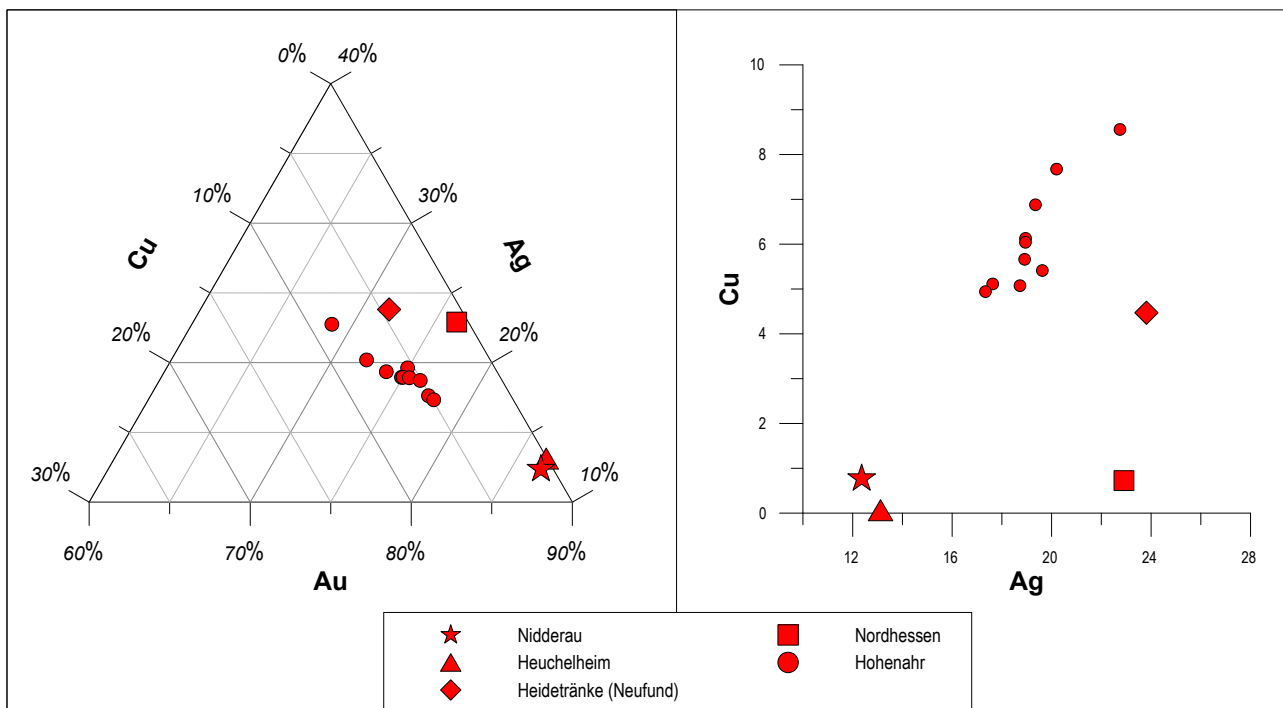 0% 40%
10% 30%
Cu Ag
20% 20%
30% 10%
60% 70% 80% 90%
Au
10
8
6
4
2
0
Cu
12 16 20 24 28
Ag
Nidderau
Heuchelheim
Heidetränke (Neufund)
Nordhessen
Hohenahr